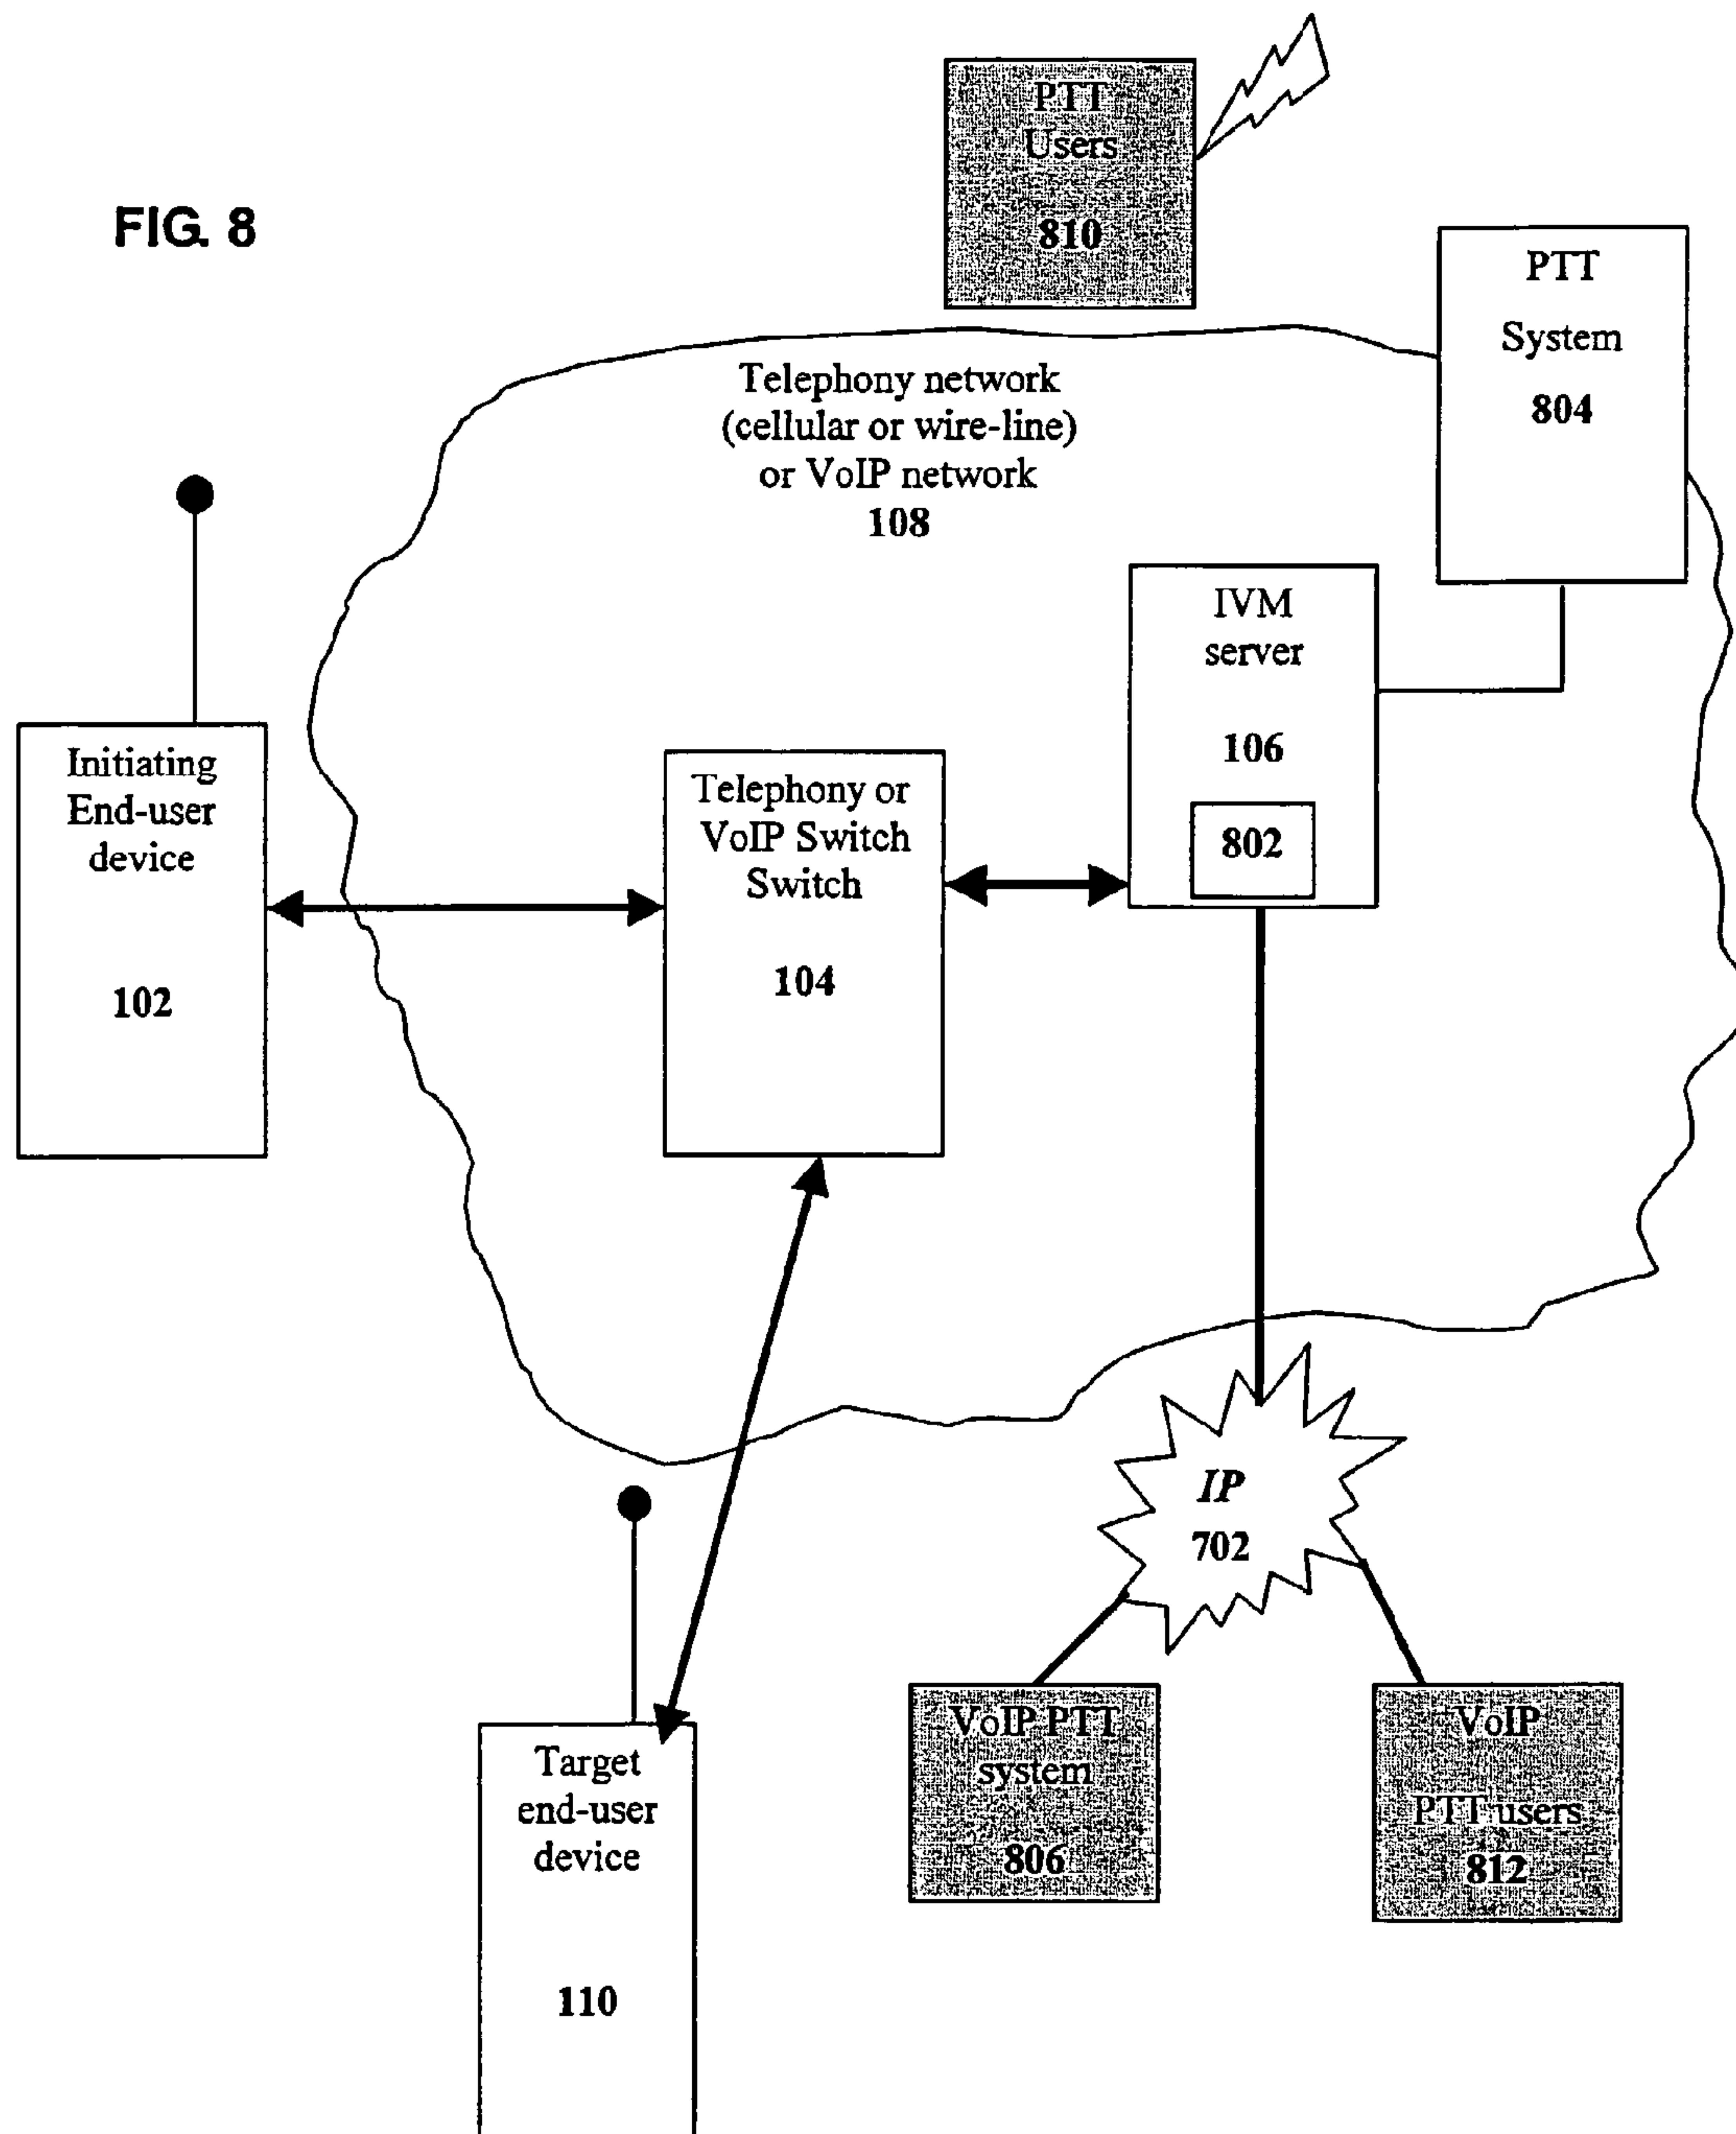 FIG. 8
PTT
Users
810
PTT
System
804
Telephony network
(cellular or wire-line)
or VoIP network
108
IVM
server
106
802
Initiating
End-user
device
102
Telephony or
VoIP Switch
Switch
104
IP
702
Target
end-user
device
110
VoIP PTT
system
806
VoIP
PTT users
812